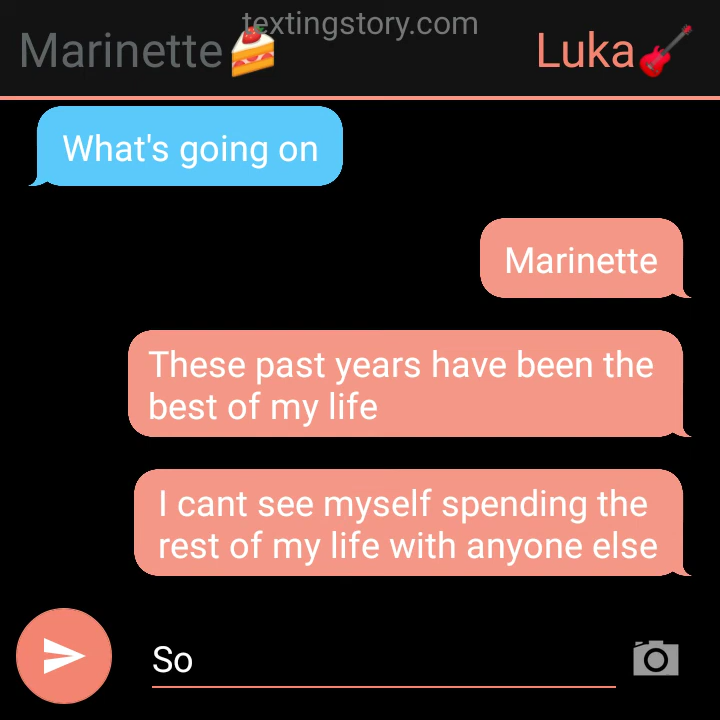 textingstory.com
Marinette🍰
Luka🎸
What's going on
Marinette
These past years have been the
best of my life
I cant see myself spending the
rest of my life with anyone else
So